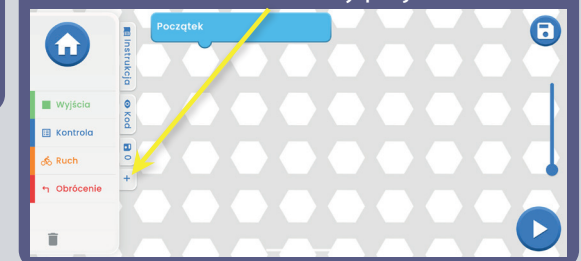 Początek
Instrukcja
Kod
0
+
Wyjścia
Kontrola
Ruch
Obrócenie